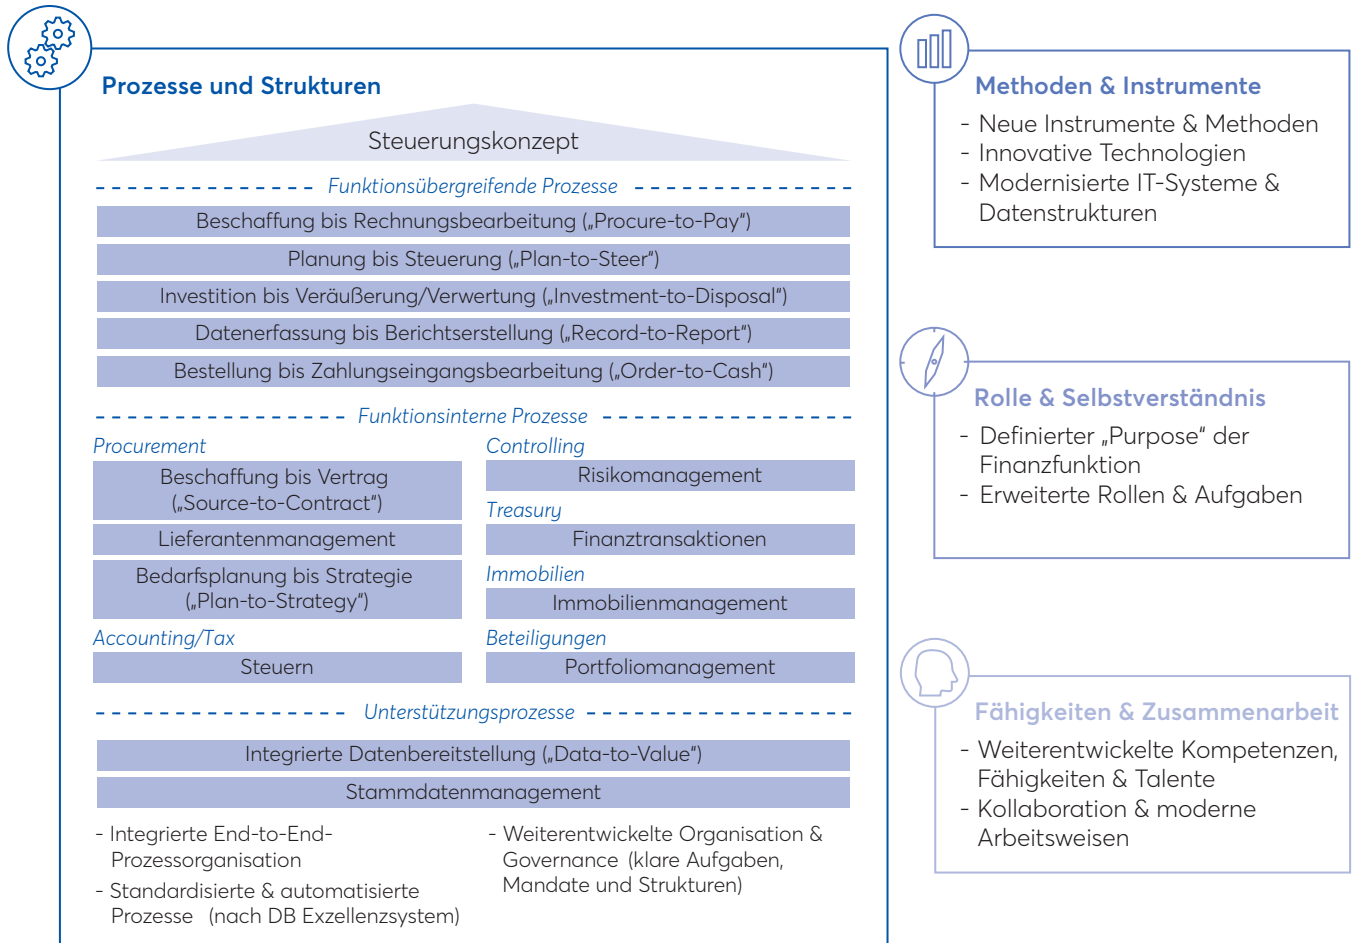 Prozesse und Strukturen
Steuerungskonzept
Funktionsübergreifende Prozesse
Beschaffung bis Rechnungsbearbeitung („Procure-to-Pay“)
Planung bis Steuerung („Plan-to-Steer“)
Investition bis Veräußerung/Verwertung („Investment-to-Disposal“)
Datenerfassung bis Berichtserstellung („Record-to-Report“)
Bestellung bis Zahlungseingangsbearbeitung („Order-to-Cash“)
Funktionsinterne Prozesse
Procurement
Beschaffung bis Vertrag
(„Source-to-Contract“)
Lieferantenmanagement
Bedarfsplanung bis Strategie
(„Plan-to-Strategy“)
Accounting/Tax
Steuern
Controlling
Risikomanagement
Treasury
Finanztransaktionen
Immobilien
Immobilienmanagement
Beteiligungen
Portfoliomanagement
Unterstützungsprozesse
Integrierte Datenbereitstellung („Data-to-Value“)
Stammdatenmanagement
- Integrierte End-to-End-
Prozessorganisation
- Standardisierte & automatisierte
Prozesse (nach DB Exzellenzsystem)
- Weiterentwickelte Organisation &
Governance (klare Aufgaben,
Mandate und Strukturen)
Methoden & Instrumente
- Neue Instrumente & Methoden
- Innovative Technologien
- Modernisierte IT-Systeme &
Datenstrukturen
Rolle & Selbstverständnis
- Definierter „Purpose“ der
Finanzfunktion
- Erweiterte Rollen & Aufgaben
Fähigkeiten & Zusammenarbeit
- Weiterentwickelte Kompetenzen,
Fähigkeiten & Talente
- Kollaboration & moderne
Arbeitsweisen